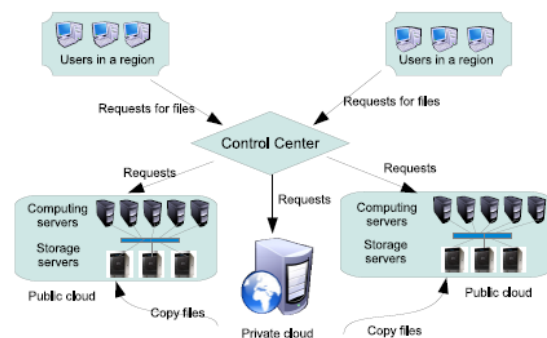 Users in a region
Users in a region
Requests for files
Requests for files
Control Center
Requests
Requests
Requests
Computing
servers
Storage
servers
Public cloud
Computing
servers
Storage
servers
Public cloud
Copy files
Private cloud
Copy files